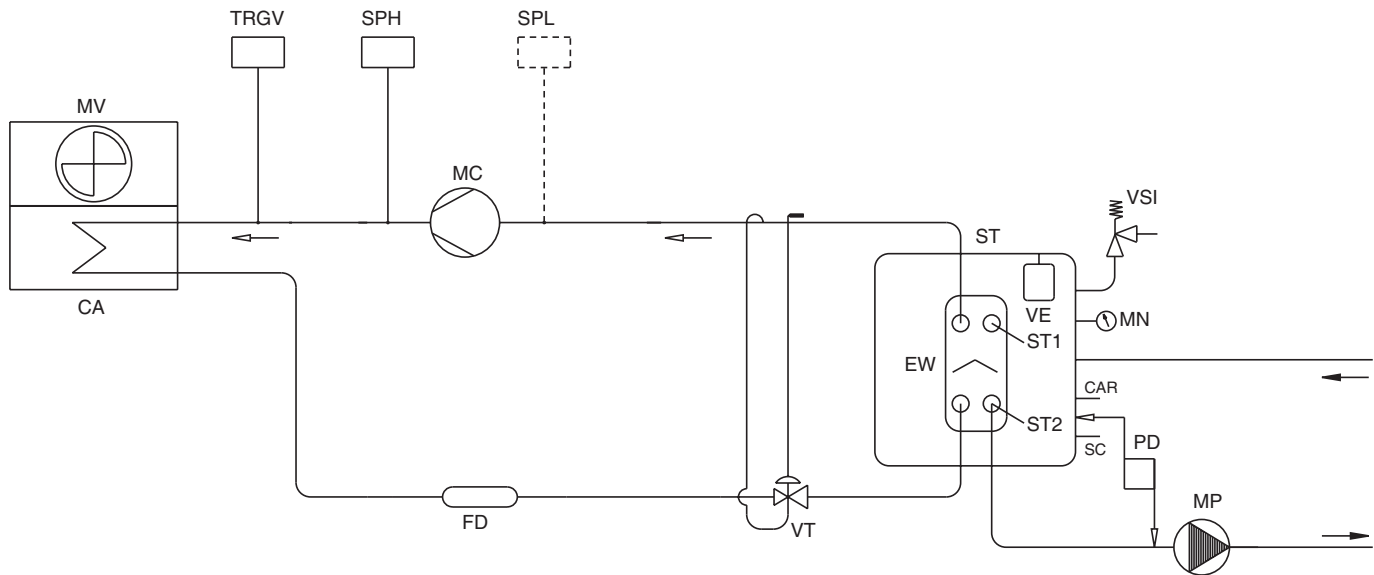 TRGV
SPH
SPL
MV
MC
VSI
ST
CA
VE
MN
ST1
EW
CAR
ST2
SC
PD
FD
VT
MP